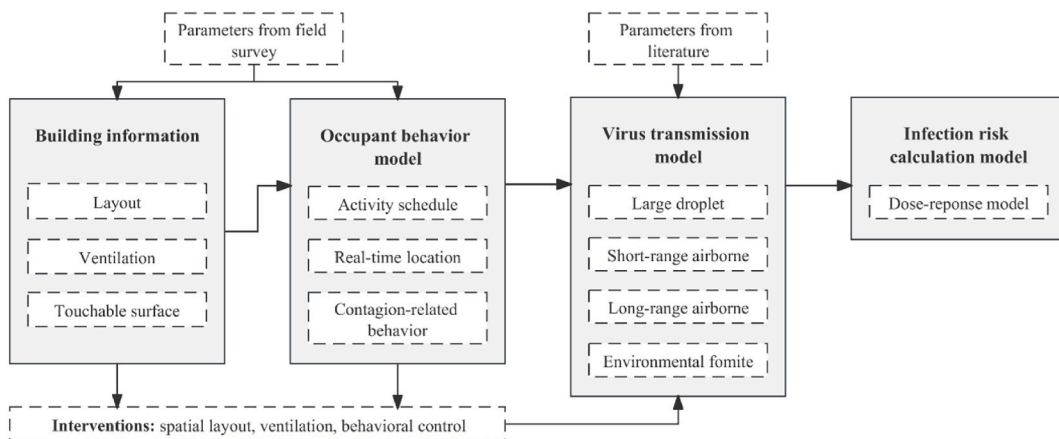 Parameters from field
survey
Parameters from
literature
Building information
Layout
Ventilation
Touchable surface
Occupant behavior
model
Activity schedule
Real-time location
Contagion-related
behavior
Virus transmission
model
Large droplet
Short-range airborne
Long-range airborne
Environmental fomite
Infection risk
calculation model
Dose-reponse model
Interventions: spatial layout, ventilation, behavioral control